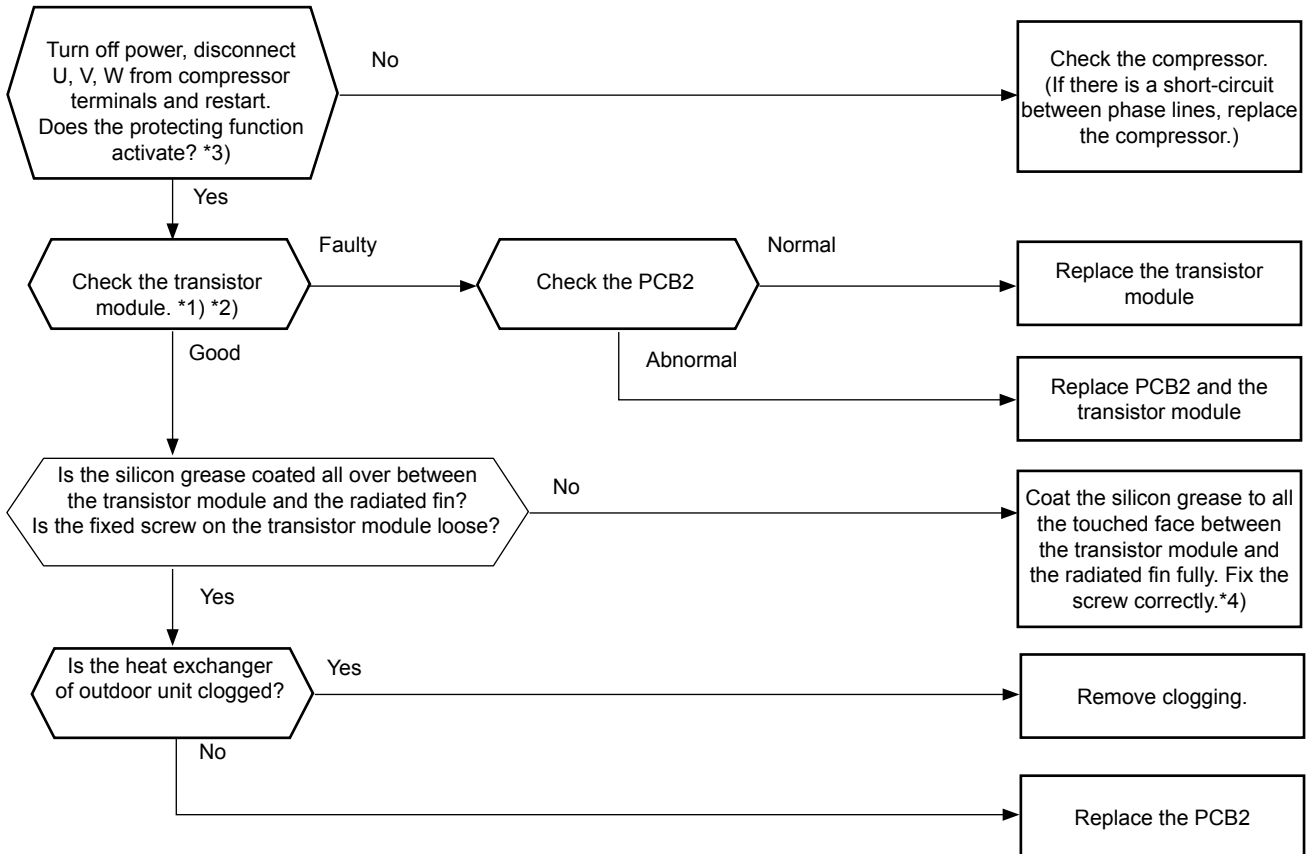 Turn off power, disconnect
U, V, W from compressor
terminals and restart.
Does the protecting function
activate? *3)
No
Check the compressor.
(If there is a short-circuit
between phase lines, replace
the compressor.)
Yes
Check the transistor
module. *1) *2)
Faulty
Check the PCB2
Normal
Replace the transistor
module
Good
Abnormal
Replace PCB2 and the
transistor module
Is the silicon grease coated all over between
the transistor module and the radiated fin?
Is the fixed screw on the transistor module loose?
No
Coat the silicon grease to all
the touched face between
the transistor module and
the radiated fin fully. Fix the
screw correctly.*4)
Yes
Is the heat exchanger
of outdoor unit clogged?
Yes
Remove clogging.
No
Replace the PCB2